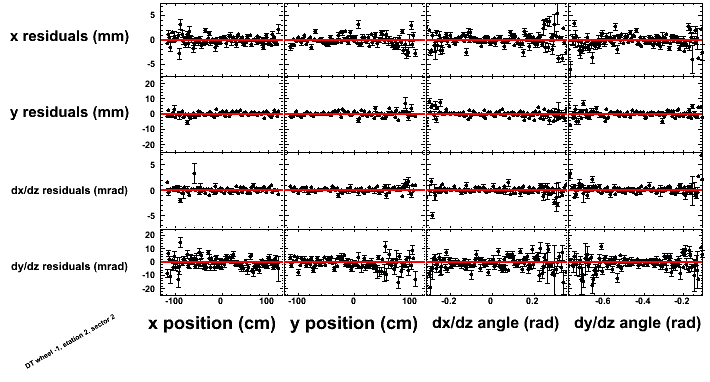 x residuals (mm)
5
0
-5
y residuals (mm)
20
10
0
-10
-20
dx/dz residuals (mrad)
5
0
-5
dy/dz residuals (mrad)
20
10
0
-10
-20
-100 0 100 -100 0 100 -0.2 0 0.2 -0.6 -0.4 -0.2
x position (cm) y position (cm) dx/dz angle (rad) dy/dz angle (rad)
DT wheel -1, station 2, sector 2